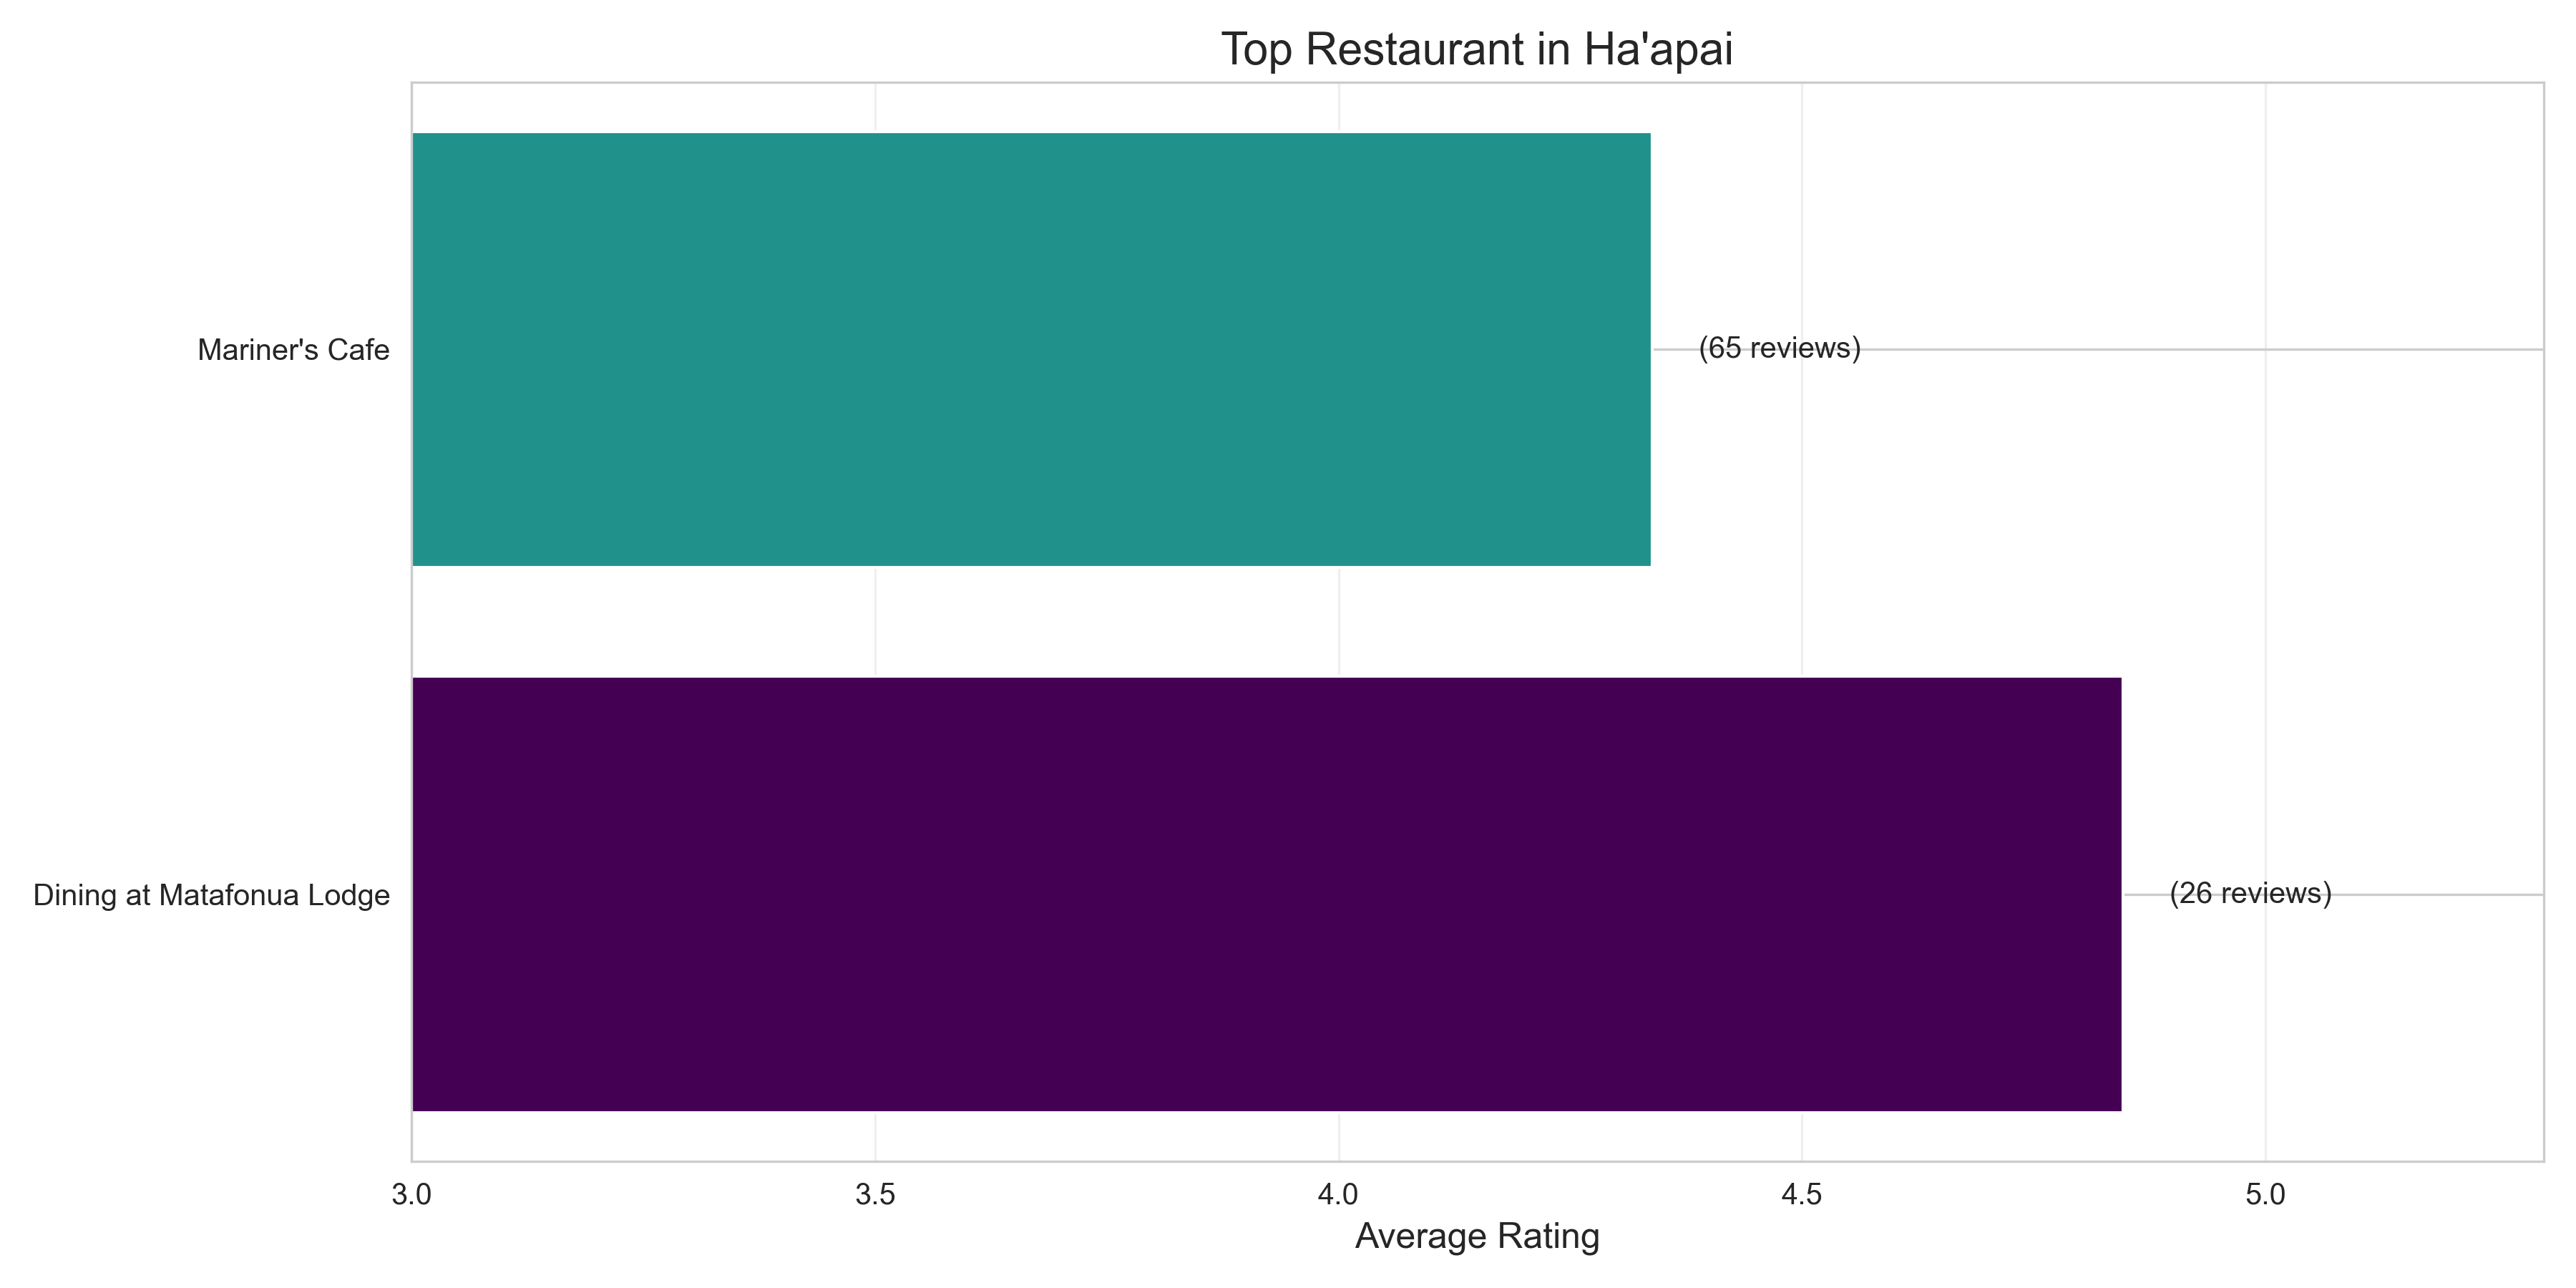 Top Restaurant in Ha'apai
Mariner's Cafe
(65 reviews)
Dining at Matafonua Lodge
(26 reviews)
3.0 3.5 4.0 4.5 5.0
Average Rating